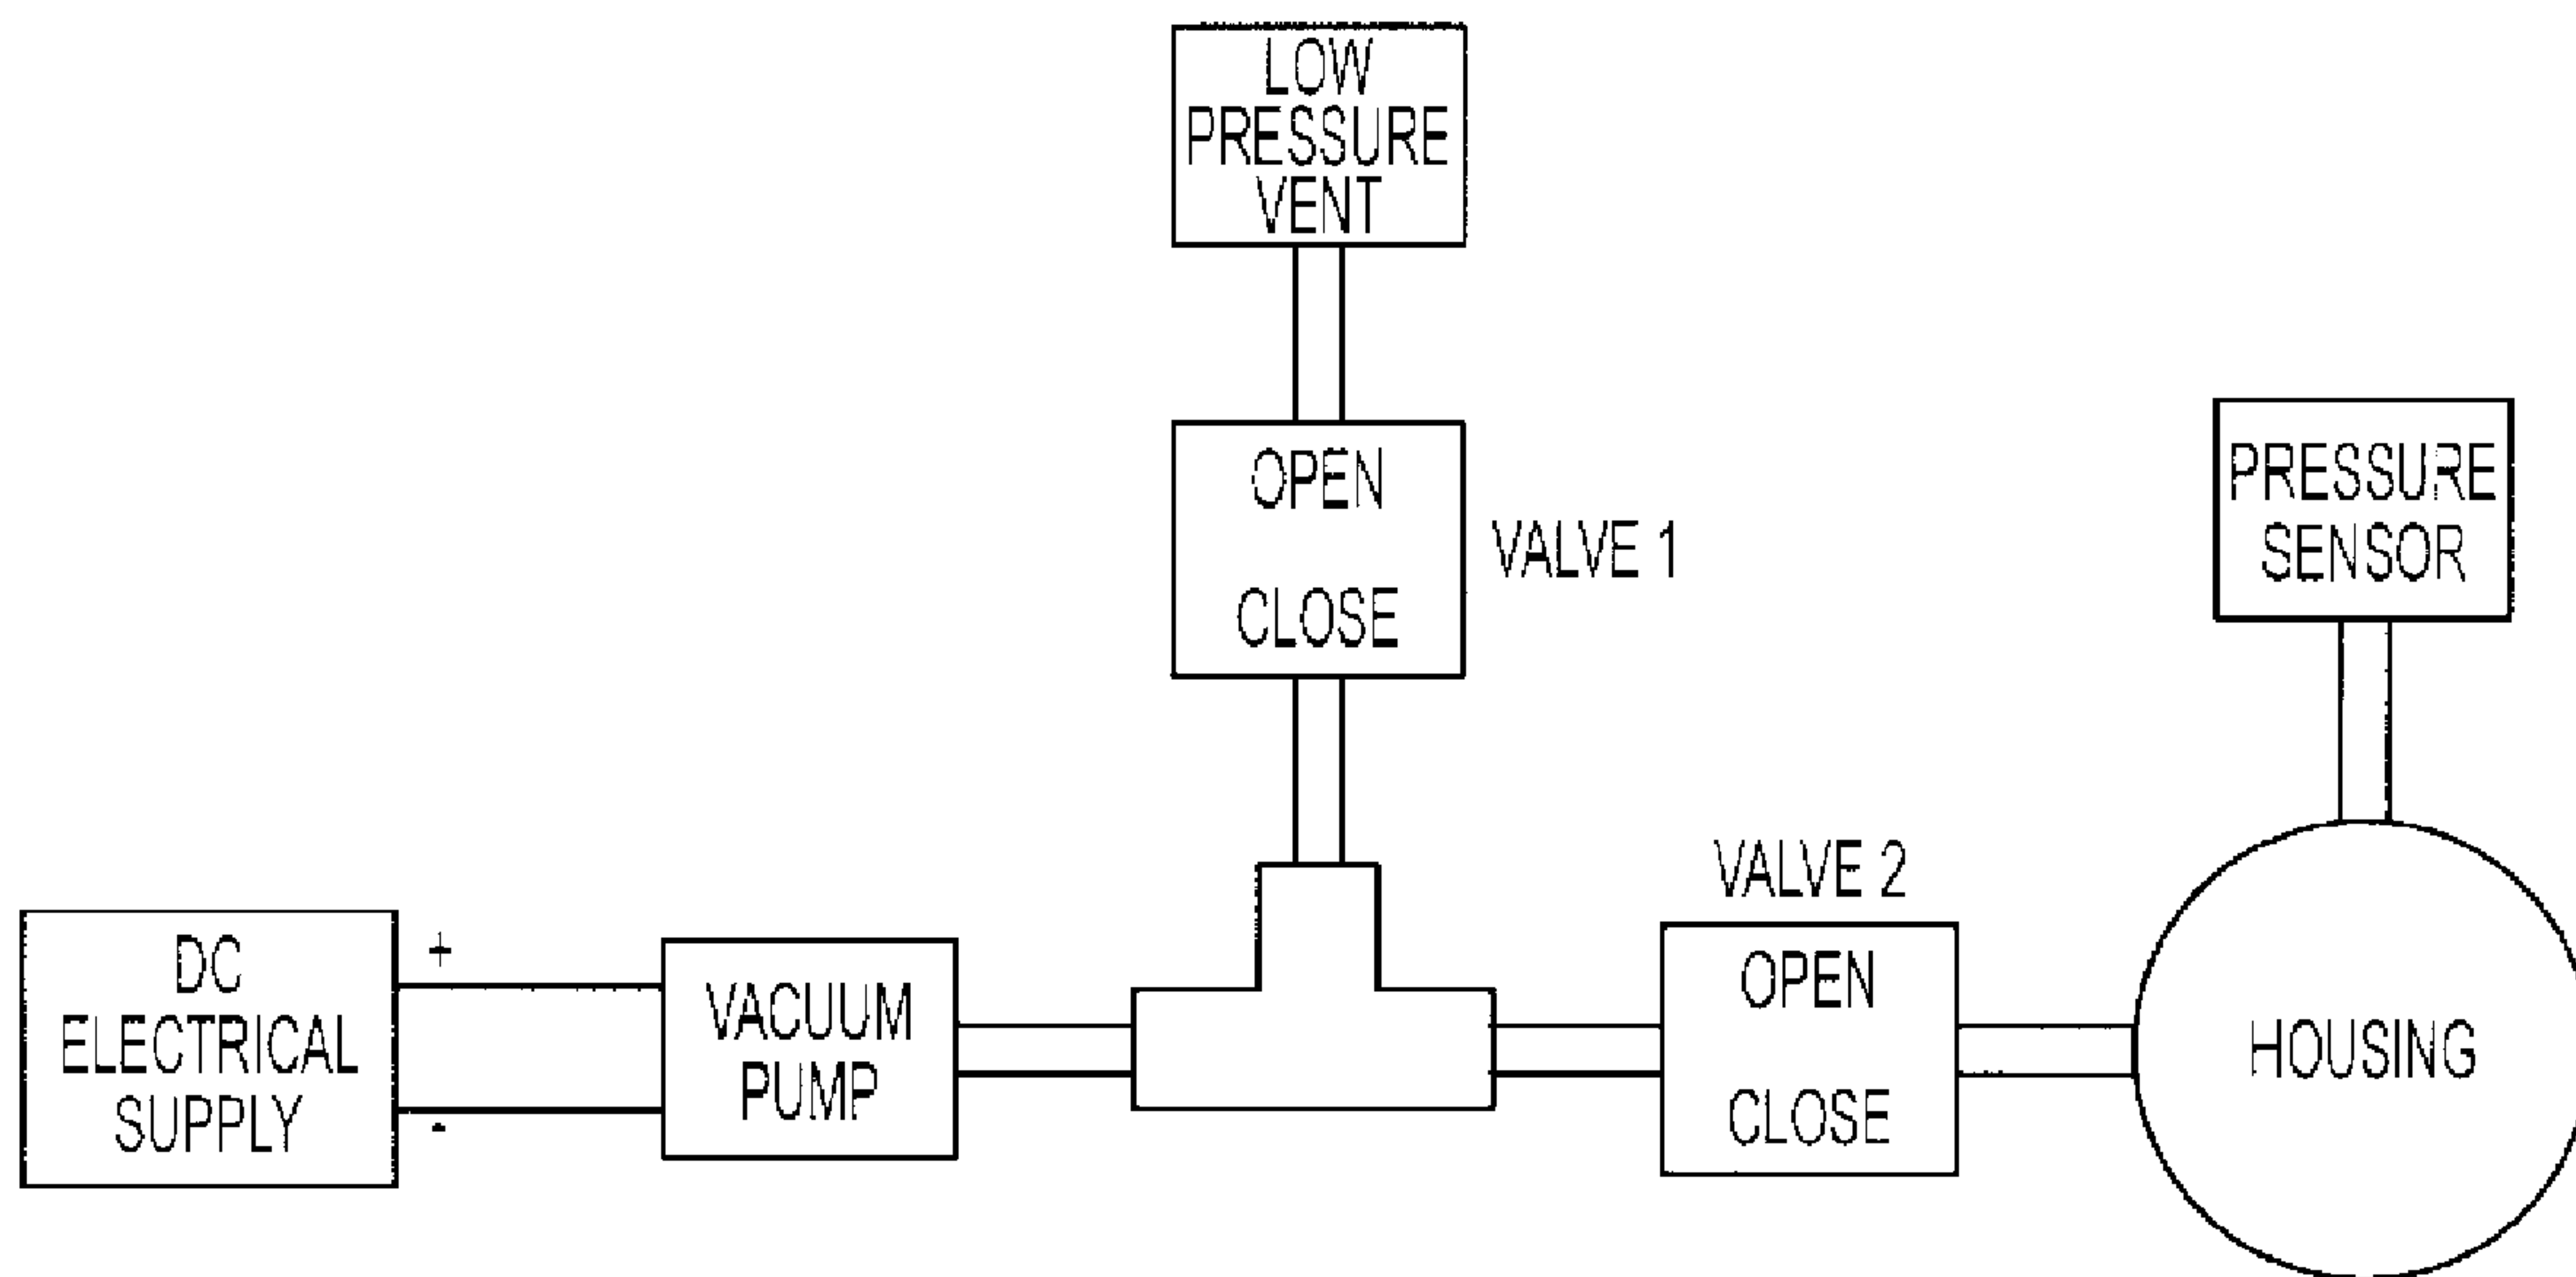 LOW
PRESSURE
VENT
OPEN
CLOSE
VALVE 1
PRESSURE
SENSOR
VALVE 2
OPEN
CLOSE
DC
ELECTRICAL
SUPPLY
+
-
VACUUM
PUMP
HOUSING